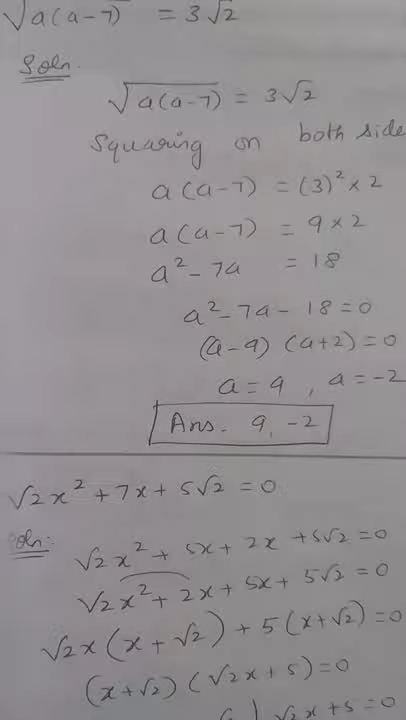 √a(a-7) = 3√2
Soln.
√a(a-7) = 3√2
Squaring on both side
a(a-7) = (3)² × 2
a(a-7) = 9 × 2
a² - 7a = 18
a² - 7a - 18 = 0
(a-9) (a+2) = 0
a = 9, a = -2
Ans. 9, -2
√2x² + 7x + 5√2 = 0
oln:
√2x² + 5x + 2x + 5√2 = 0
√2x² + 2x + 5x + 5√2 = 0
√2x(x + √2) + 5(x + √2) = 0
(x + √2) (√2x + 5) = 0
√2x + 5 = 0